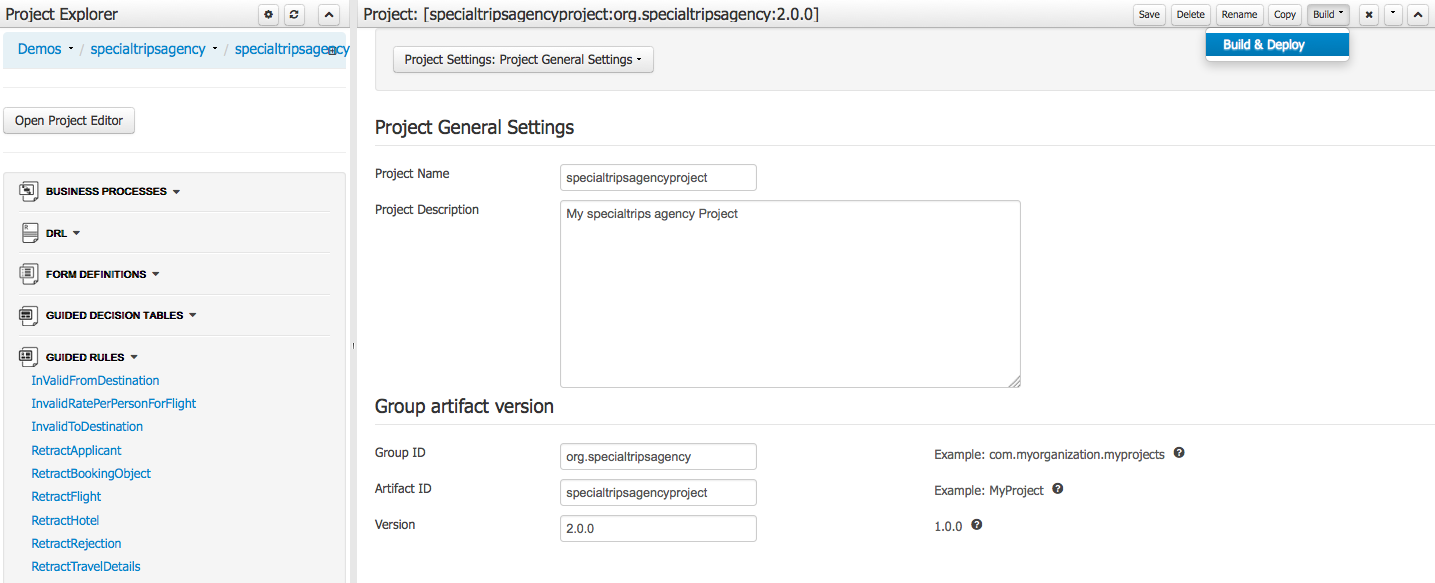 Project Explorer
Demos / specialtripsagency / specialtripsagency
Open Project Editor
BUSINESS PROCESSES
DRL
FORM DEFINITIONS
GUIDED DECISION TABLES
GUIDED RULES
InValidFromDestination
InvalidRatePerPersonForFlight
InvalidToDestination
RetractApplicant
RetractBookingObject
RetractFlight
RetractHotel
RetractRejection
RetractTravelDetails
Project: [specialtripsagencyproject:org.specialtripsagency:2.0.0]
Save Delete Rename Copy Build
Build & Deploy
Project Settings: Project General Settings
Project General Settings
Project Name specialtripsagencyproject
Project Description My specialtrips agency Project
Group artifact version
Group ID org.specialtripsagency Example: com.myorganization.myprojects
Artifact ID specialtripsagencyproject Example: MyProject
Version 2.0.0 1.0.0